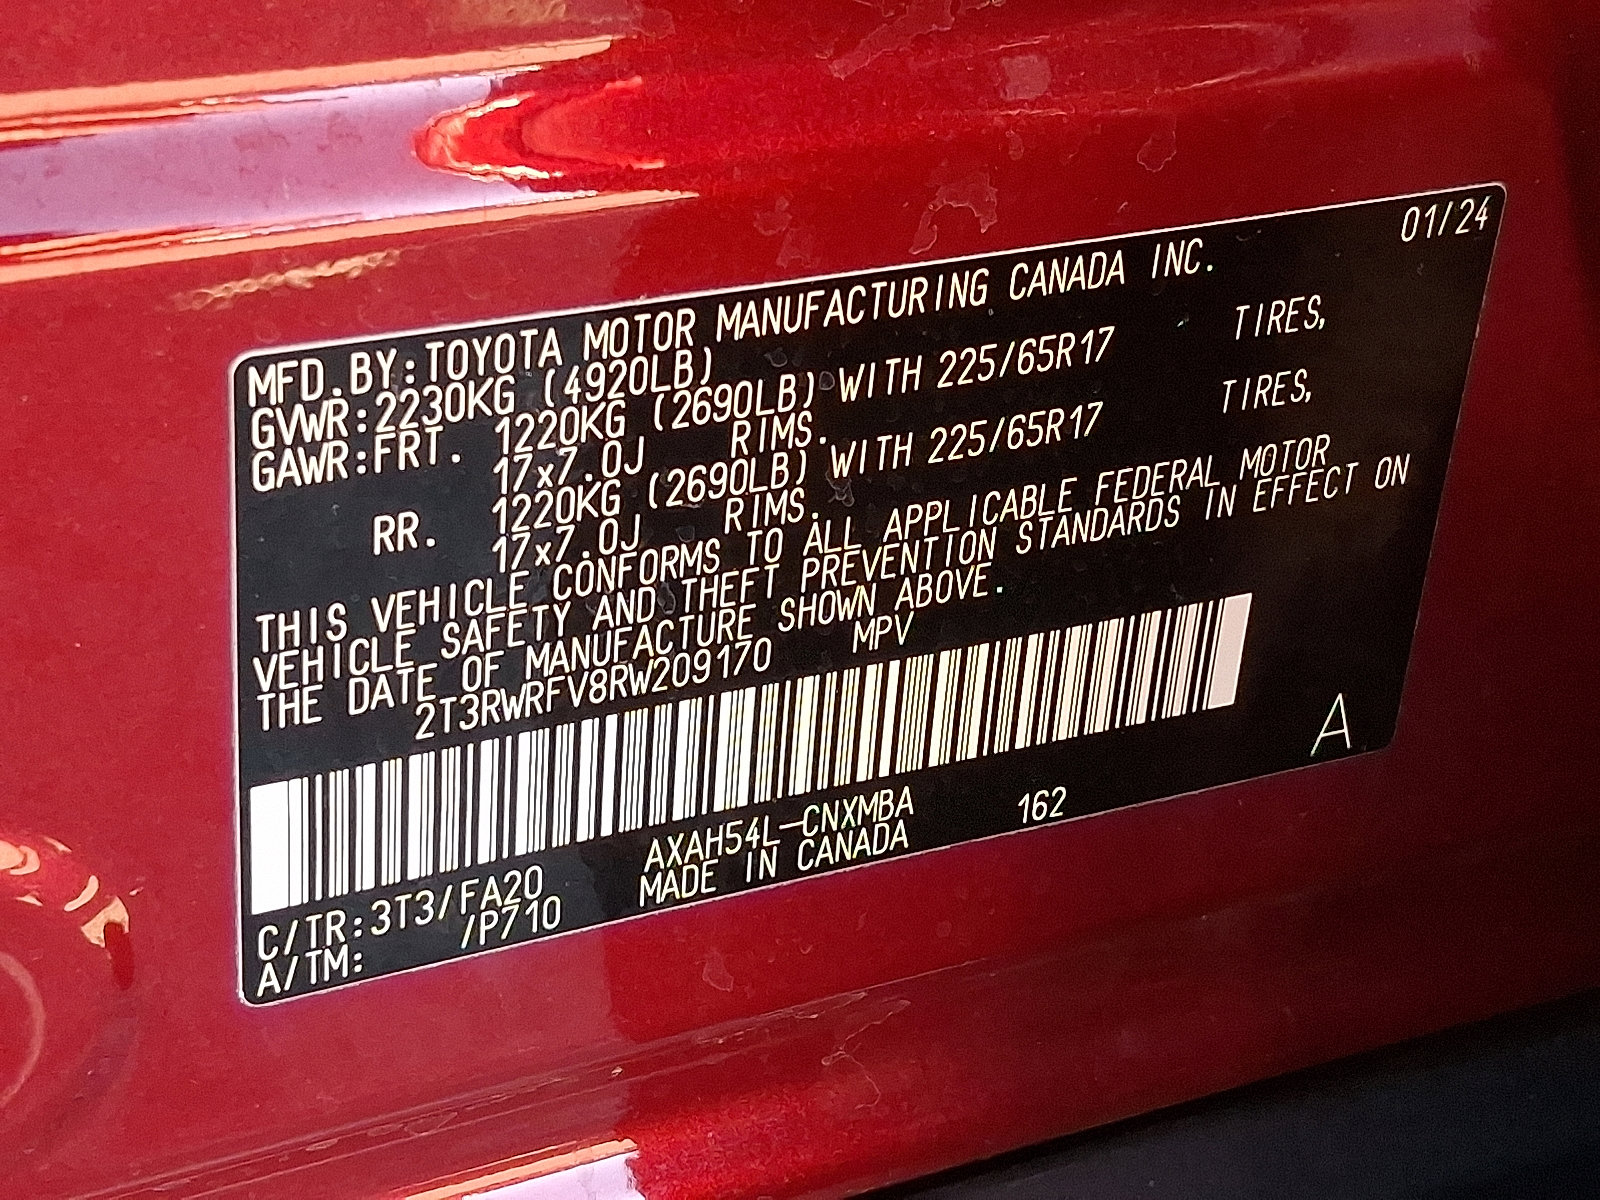 01/24
MFD.BY:TOYOTA MOTOR MANUFACTURING CANADA INC.
GVWR:2230KG (4920LB)
GAWR:FRT. 1220KG (2690LB) WITH 225/65R17 TIRES,
17x7.0J RIMS.
RR. 1220KG (2690LB) WITH 225/65R17 TIRES,
17x7.0J RIMS.
THIS VEHICLE CONFORMS TO ALL APPLICABLE FEDERAL MOTOR
VEHICLE SAFETY AND THEFT PREVENTION STANDARDS IN EFFECT ON
THE DATE OF MANUFACTURE SHOWN ABOVE.
2T3RWRFV8RW209170 MPV
A
C/TR:3T3/FA20 AXAH54L-CNXMBA 162
A/TM: /P710 MADE IN CANADA